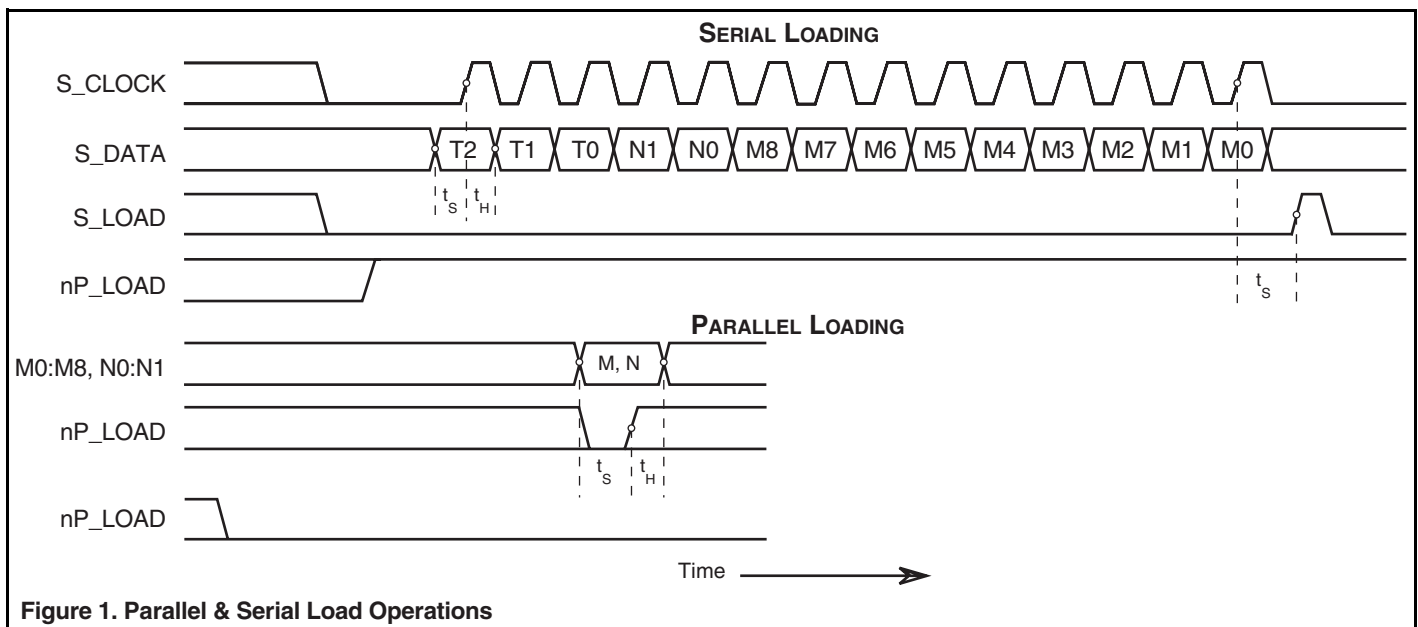 SERIAL LOADING
S_CLOCK
S_DATA T2 T1 T0 N1 N0 M8 M7 M6 M5 M4 M3 M2 M1 M0
tS tH
S_LOAD
nP_LOAD
tS
PARALLEL LOADING
M0:M8, N0:N1 M, N
nP_LOAD
tS tH
nP_LOAD
Time
Figure 1. Parallel & Serial Load Operations